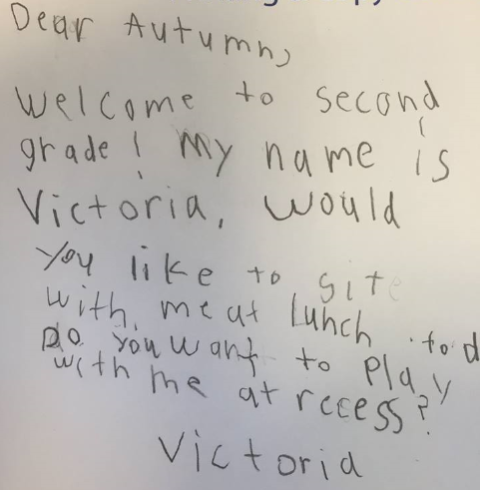 Dear Autumn,
Welcome to second
grade! My name is
Victoria, would
you like to sit
with me at lunch tod
Do you want to play
with me at recess?
Victoria